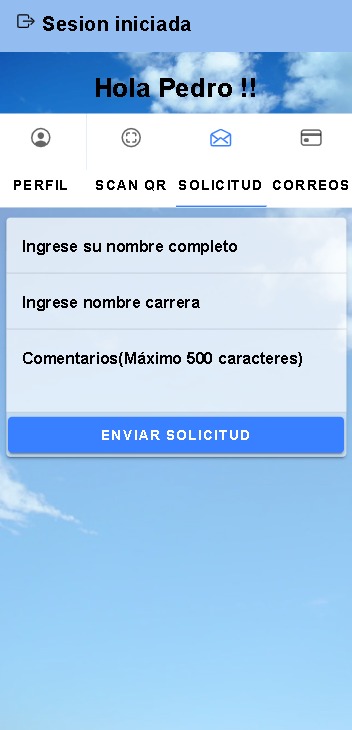 Sesion iniciada
Hola Pedro !!
PERFIL SCAN QR SOLICITUD CORREOS
Ingrese su nombre completo
Ingrese nombre carrera
Comentarios(Máximo 500 caracteres)
ENVIAR SOLICITUD